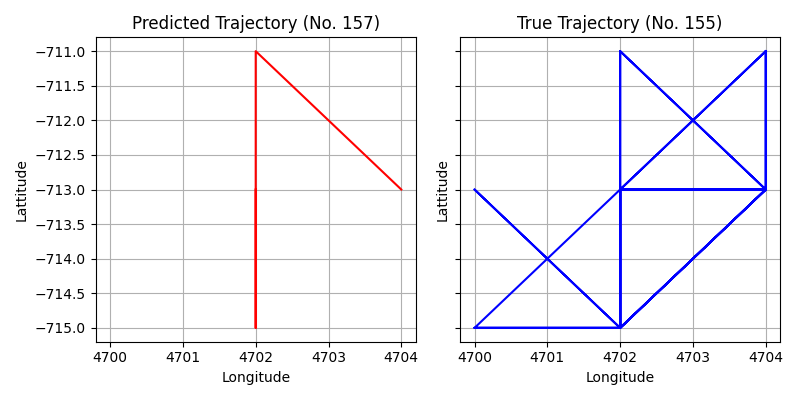 Predicted Trajectory (No. 157)
True Trajectory (No. 155)
Lattitude
−711.0
−711.5
−712.0
−712.5
−713.0
−713.5
−714.0
−714.5
−715.0
4700 4701 4702 4703 4704
Longitude
Lattitude
4700 4701 4702 4703 4704
Longitude